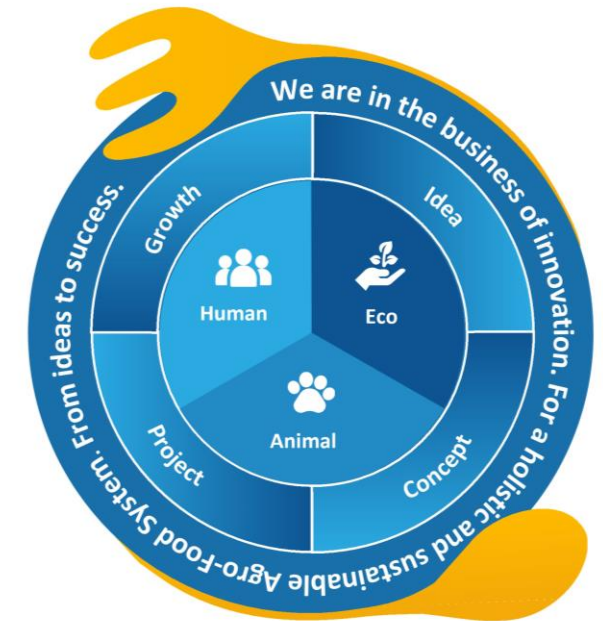 We are in the business of innovation. For a holistic and sustainable Agro-Food System. From ideas to success.
Growth
Idea
Human
Eco
Animal
Project
Concept